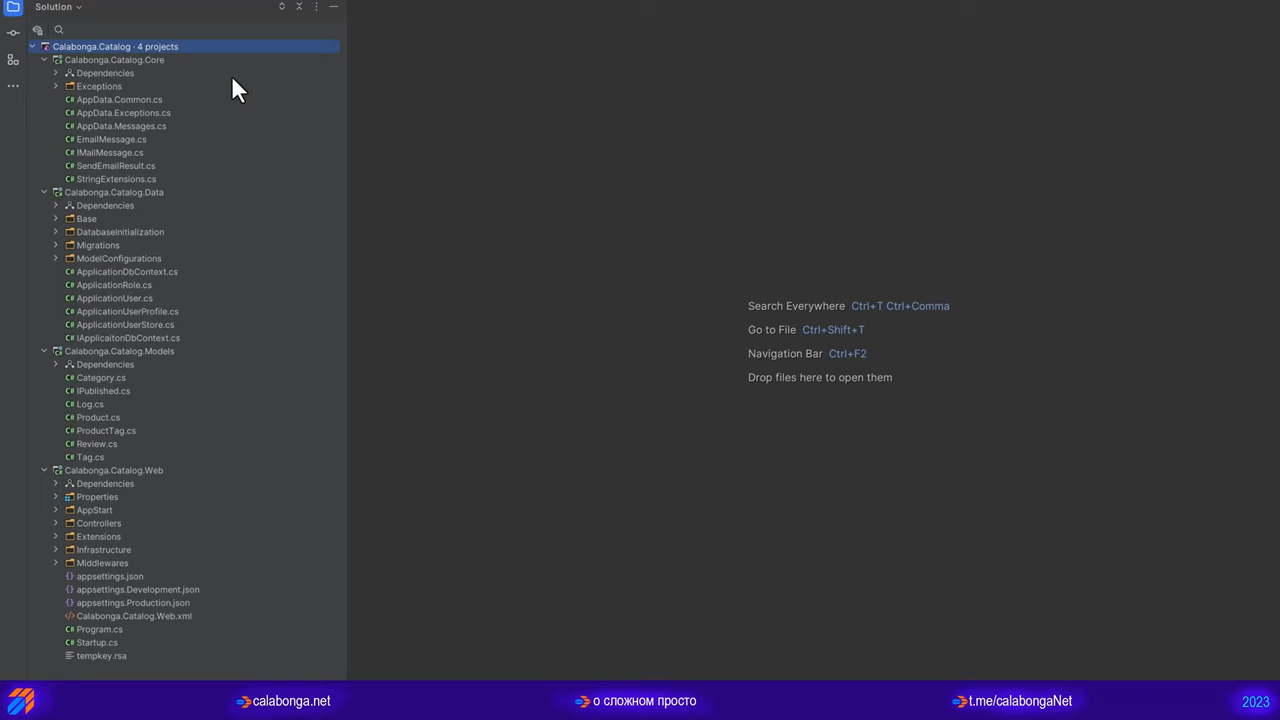 Solution
Calabonga.Catalog · 4 projects
Calabonga.Catalog.Core
Dependencies
Exceptions
C# AppData.Common.cs
C# AppData.Exceptions.cs
C# AppData.Messages.cs
C# EmailMessage.cs
C# IMailMessage.cs
C# SendEmailResult.cs
C# StringExtensions.cs
Calabonga.Catalog.Data
Dependencies
Base
DatabaseInitialization
Migrations
ModelConfigurations
C# ApplicationDbContext.cs
C# ApplicationRole.cs
C# ApplicationUser.cs
C# ApplicationUserProfile.cs
C# ApplicationUserStore.cs
C# IApplicaitonDbContext.cs
Calabonga.Catalog.Models
Dependencies
C# Category.cs
C# IPublished.cs
C# Log.cs
C# Product.cs
C# ProductTag.cs
C# Review.cs
C# Tag.cs
Calabonga.Catalog.Web
Dependencies
Properties
AppStart
Controllers
Extensions
Infrastructure
Middlewares
{} appsettings.json
{} appsettings.Development.json
{} appsettings.Production.json
</> Calabonga.Catalog.Web.xml
C# Program.cs
C# Startup.cs
tempkey.rsa
Search Everywhere Ctrl+T Ctrl+Comma
Go to File Ctrl+Shift+T
Navigation Bar Ctrl+F2
Drop files here to open them
calabonga.net
о сложном просто
t.me/calabongaNet
2023